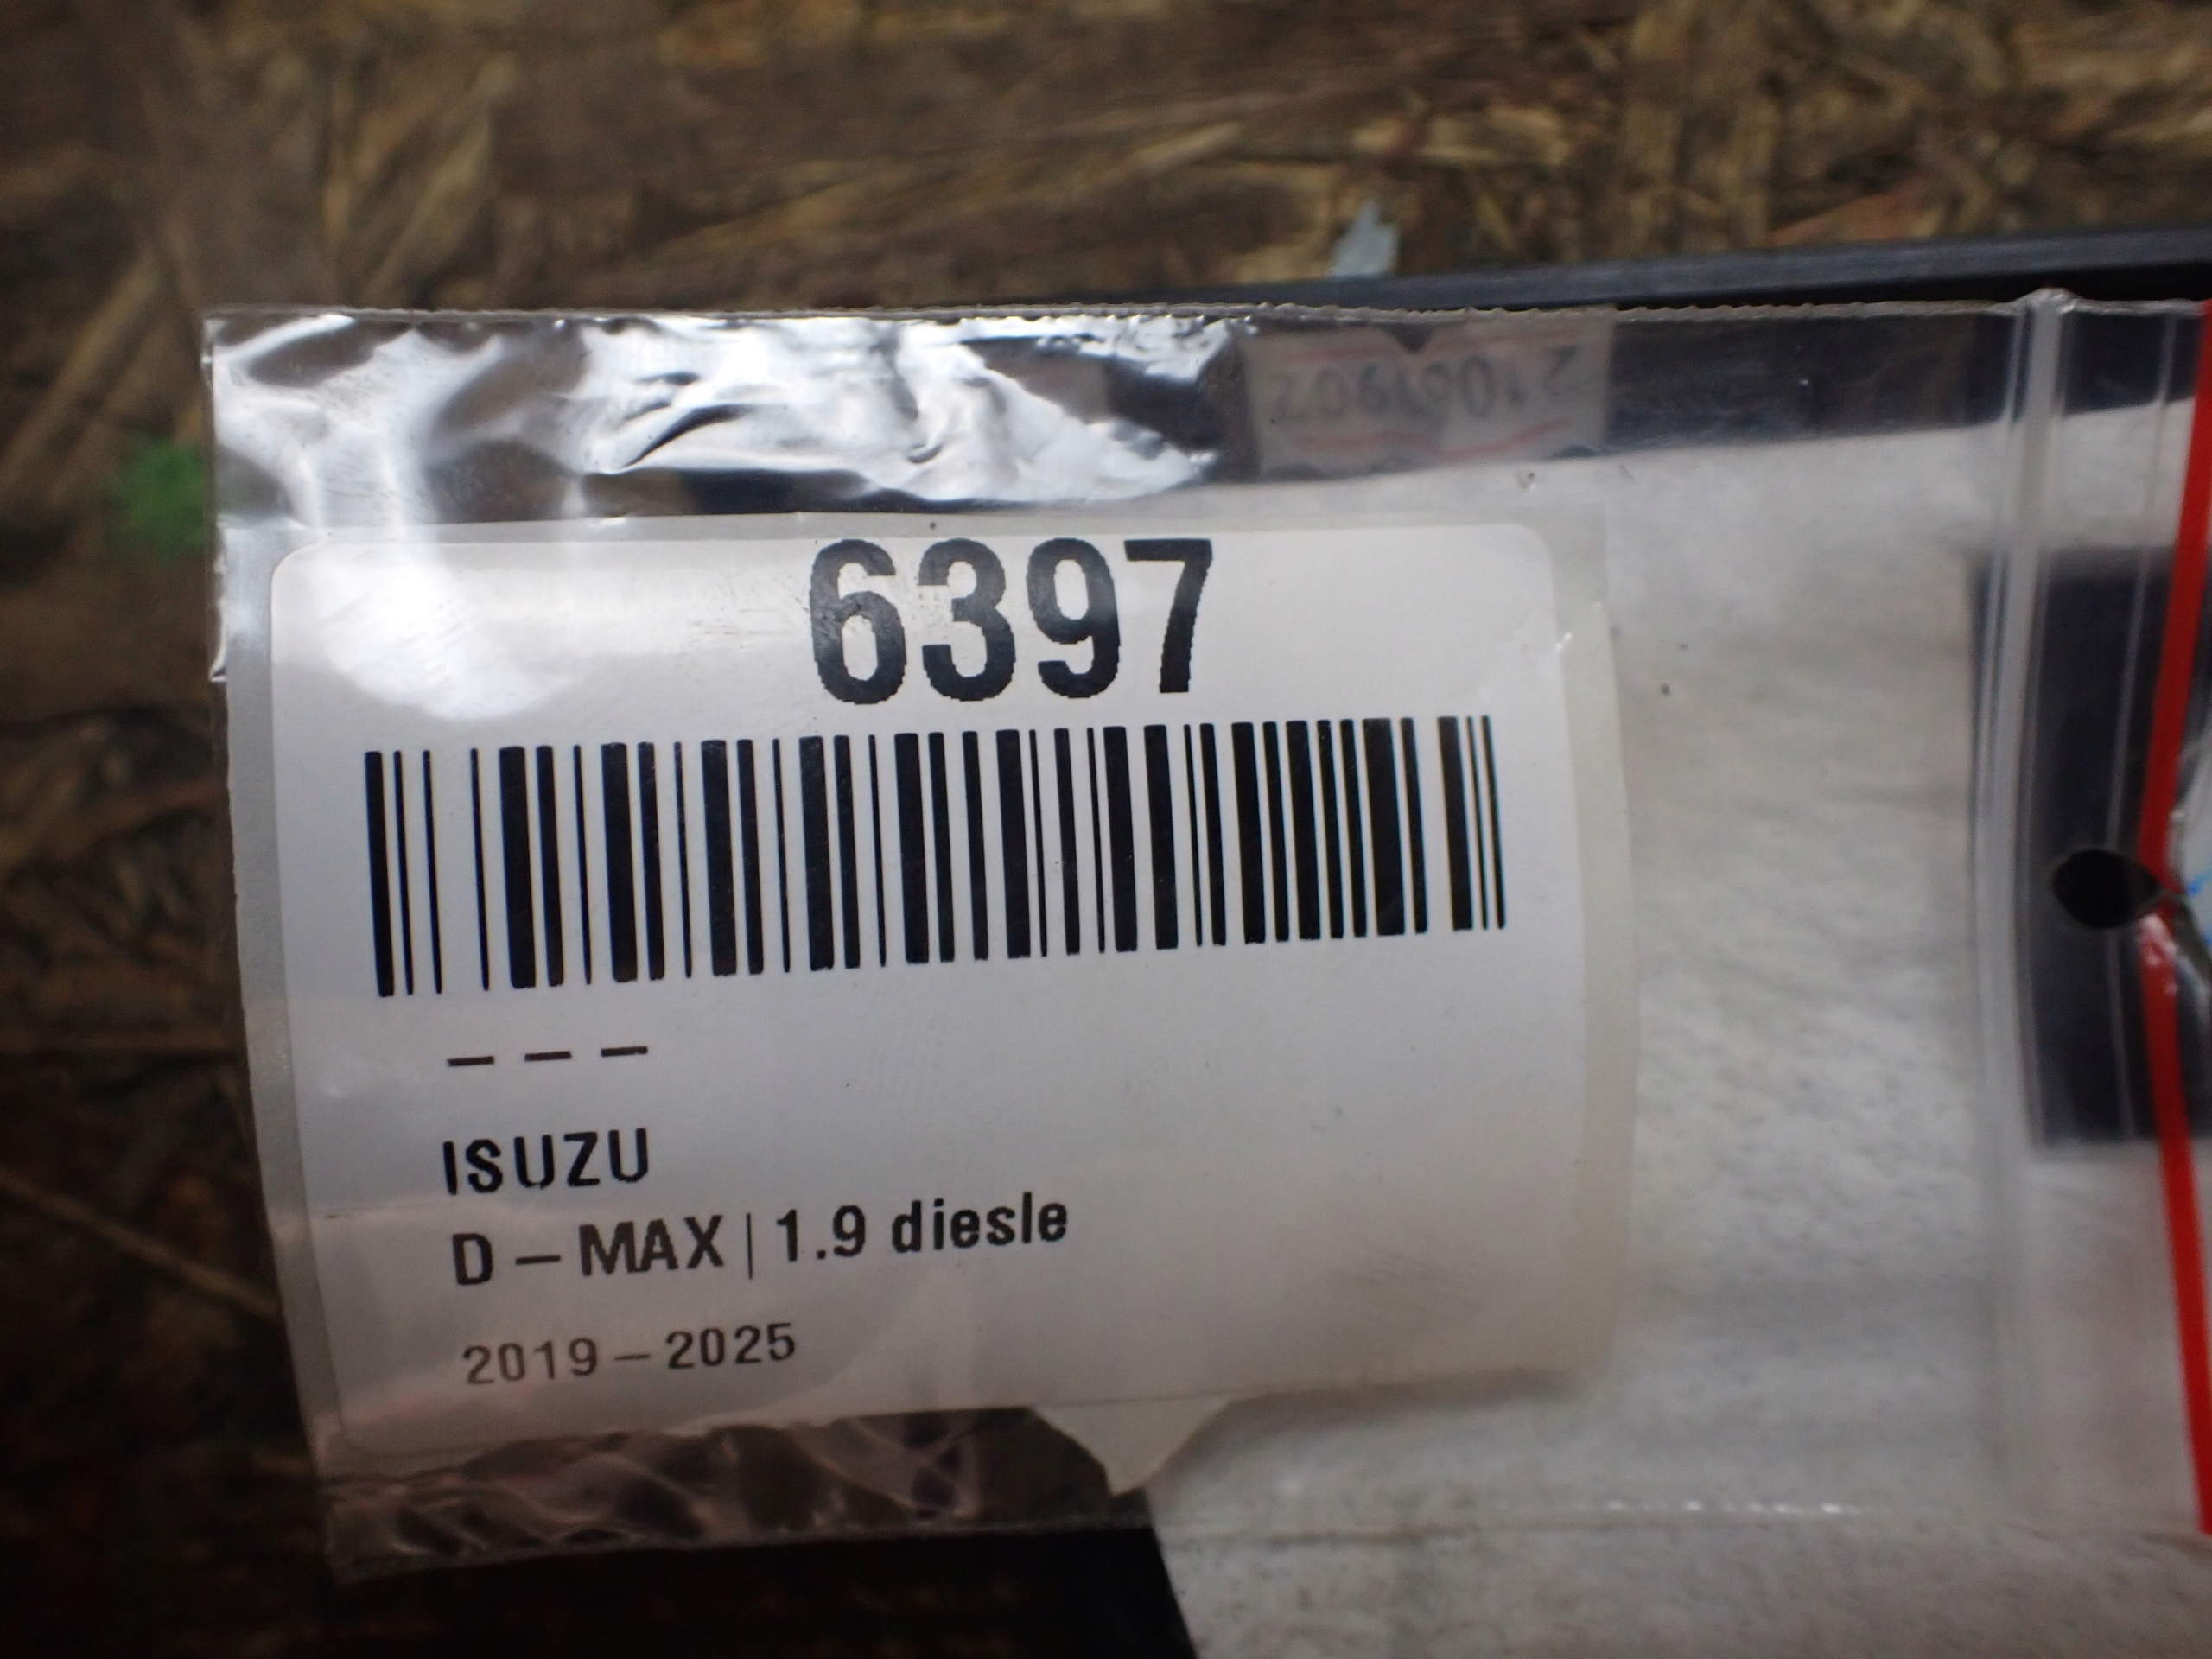 6397
– – –
ISUZU
D – MAX | 1.9 diesle
2019 – 2025